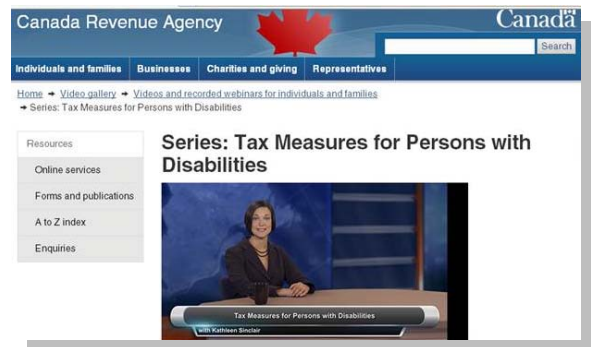 Canada Revenue Agency
Canada
Search
Individuals and families Businesses Charities and giving Representatives
Home → Video gallery → Videos and recorded webinars for individuals and families
→ Series: Tax Measures for Persons with Disabilities
Resources
Online services
Forms and publications
A to Z index
Enquiries
Series: Tax Measures for Persons with
Disabilities
Tax Measures for Persons with Disabilities
with Kathleen Sinclair